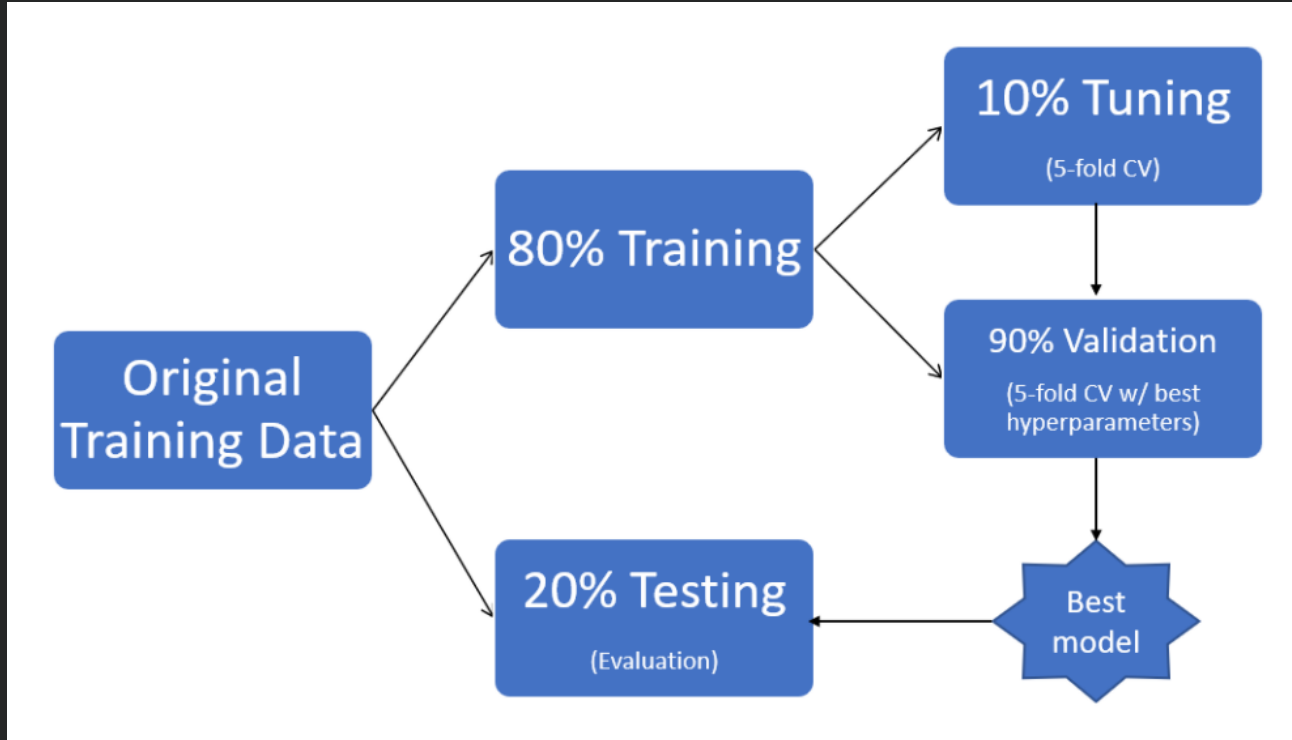 Original
Training Data
80% Training
20% Testing
(Evaluation)
10% Tuning
(5-fold CV)
90% Validation
(5-fold CV w/ best
hyperparameters)
Best
model